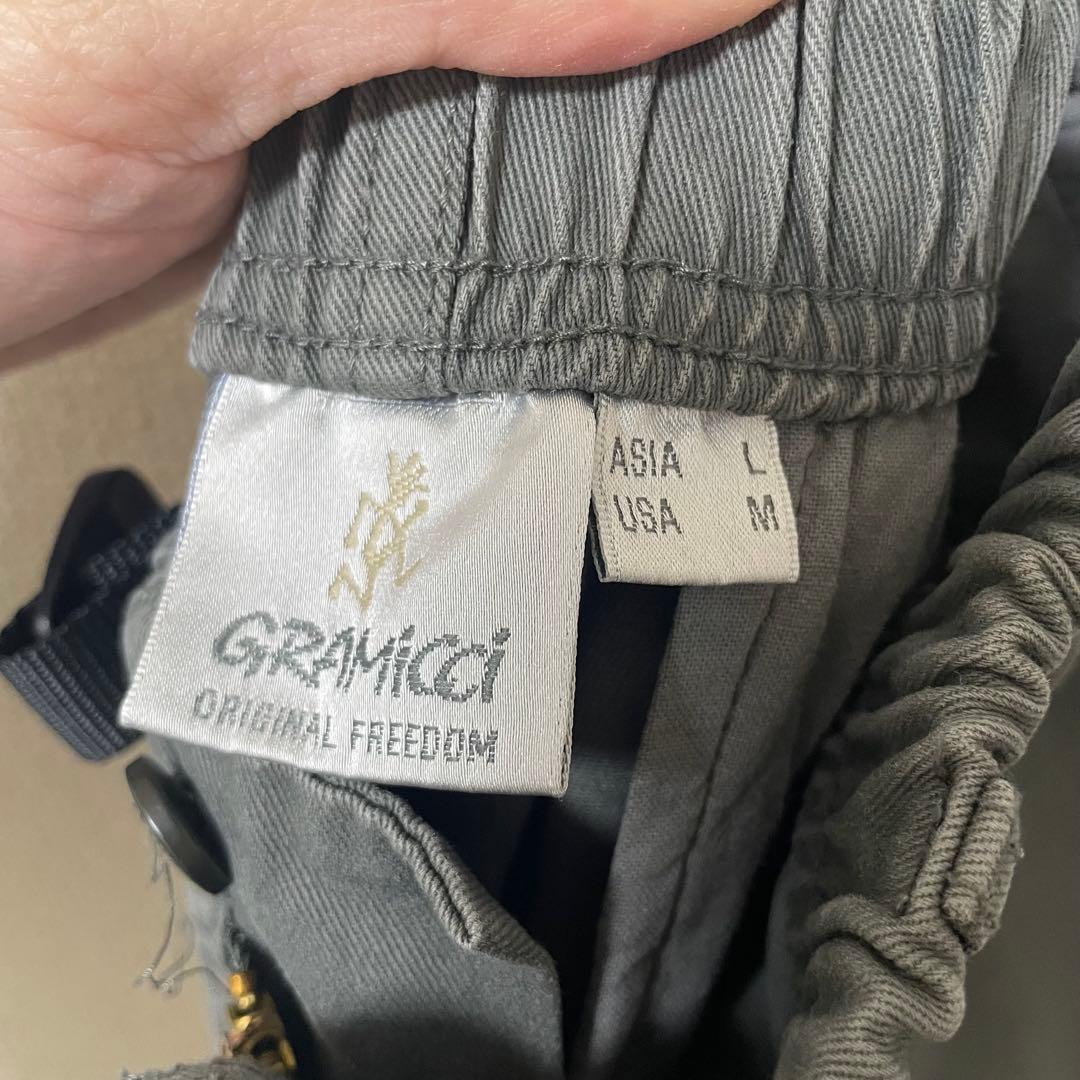 GRAMiCCi
ORIGINAL FREEDOM
ASIA L
USA M